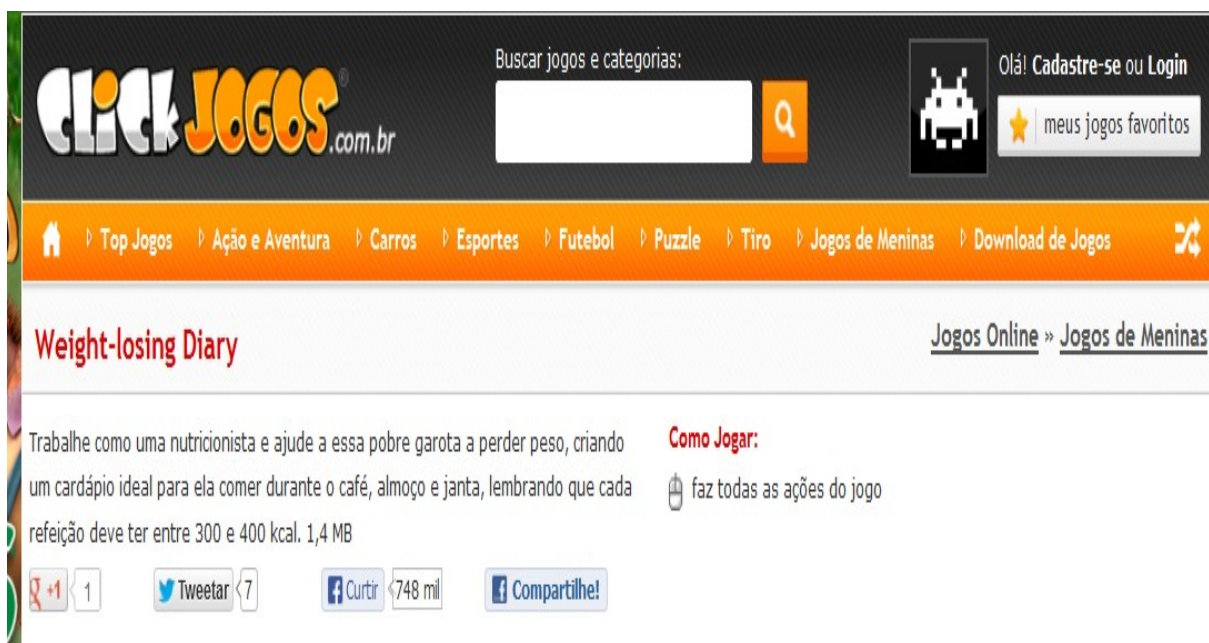 CLICK JOGOS®.com.br
Buscar jogos e categorias:
Olá! Cadastre-se ou Login
meus jogos favoritos
Top Jogos Ação e Aventura Carros Esportes Futebol Puzzle Tiro Jogos de Meninas Download de Jogos
Weight-losing Diary
Jogos Online » Jogos de Meninas
Trabalhe como uma nutricionista e ajude a essa pobre garota a perder peso, criando
um cardápio ideal para ela comer durante o café, almoço e janta, lembrando que cada
refeição deve ter entre 300 e 400 kcal. 1,4 MB
Como Jogar:
faz todas as ações do jogo
g +1 1 Tweetar 7 Curtir 748 mil Compartilhe!